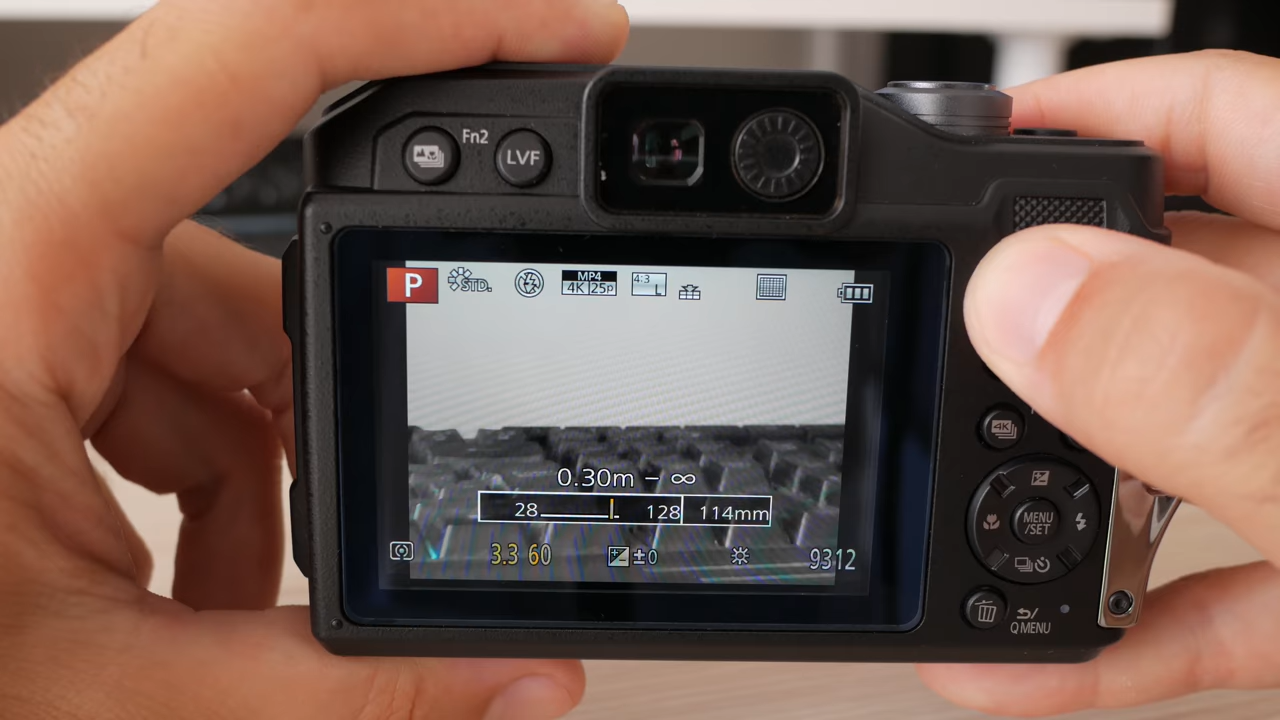 Fn2
LVF
P
STD.
MP4
4K 25p
4:3
L
0.30m – ∞
28 128 114mm
3.3 60 ±0 9312
4K
MENU
/SET
Q MENU